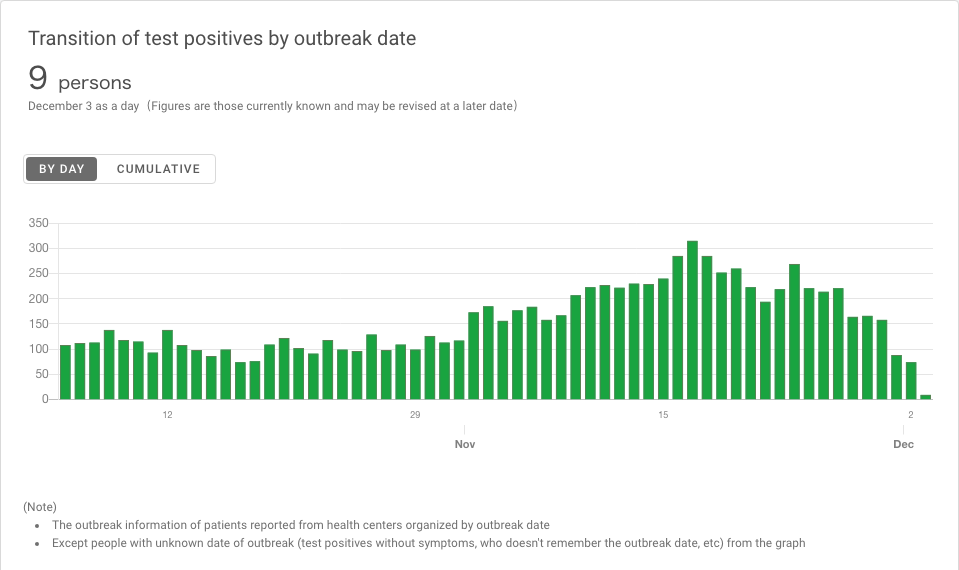 Transition of test positives by outbreak date
9 persons
December 3 as a day（Figures are those currently known and may be revised at a later date）
BY DAY CUMULATIVE
350
300
250
200
150
100
50
0
12 29 15 2
Nov Dec
(Note)
• The outbreak information of patients reported from health centers organized by outbreak date
• Except people with unknown date of outbreak (test positives without symptoms, who doesn't remember the outbreak date, etc) from the graph